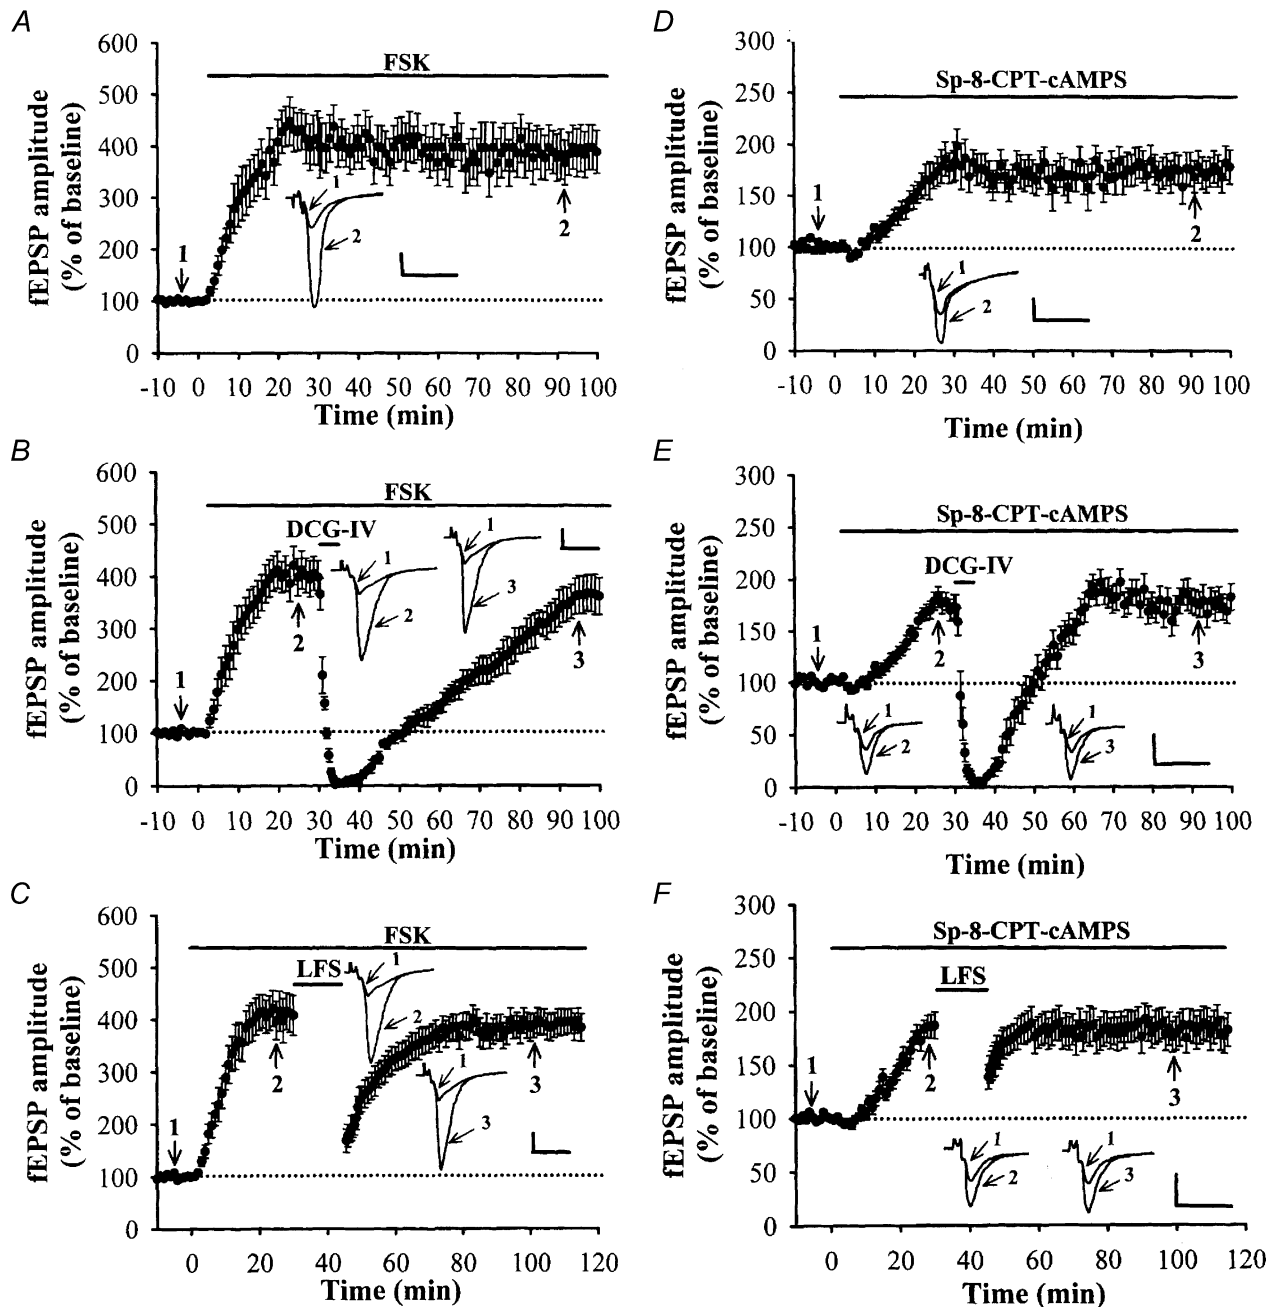 A
fEPSP amplitude
(% of baseline)
600
500
400
300
200
100
0
FSK
1
2
1
2
-10 0 10 20 30 40 50 60 70 80 90 100
Time (min)
D
fEPSP amplitude
(% of baseline)
300
250
200
150
100
50
0
Sp-8-CPT-cAMPS
1
2
1
2
-10 0 10 20 30 40 50 60 70 80 90 100
Time (min)
B
fEPSP amplitude
(% of baseline)
600
500
400
300
200
100
0
FSK
DCG-IV
1
2
3
1
2
1
3
-10 0 10 20 30 40 50 60 70 80 90 100
Time (min)
E
fEPSP amplitude
(% of baseline)
300
250
200
150
100
50
0
Sp-8-CPT-cAMPS
DCG-IV
1
2
3
1
2
1
3
-10 0 10 20 30 40 50 60 70 80 90 100
Time (min)
C
fEPSP amplitude
(% of baseline)
600
500
400
300
200
100
0
FSK
LFS
1
2
3
1
2
1
3
0 20 40 60 80 100 120
Time (min)
F
fEPSP amplitude
(% of baseline)
300
250
200
150
100
50
0
Sp-8-CPT-cAMPS
LFS
1
2
3
1
2
1
3
0 20 40 60 80 100 120
Time (min)